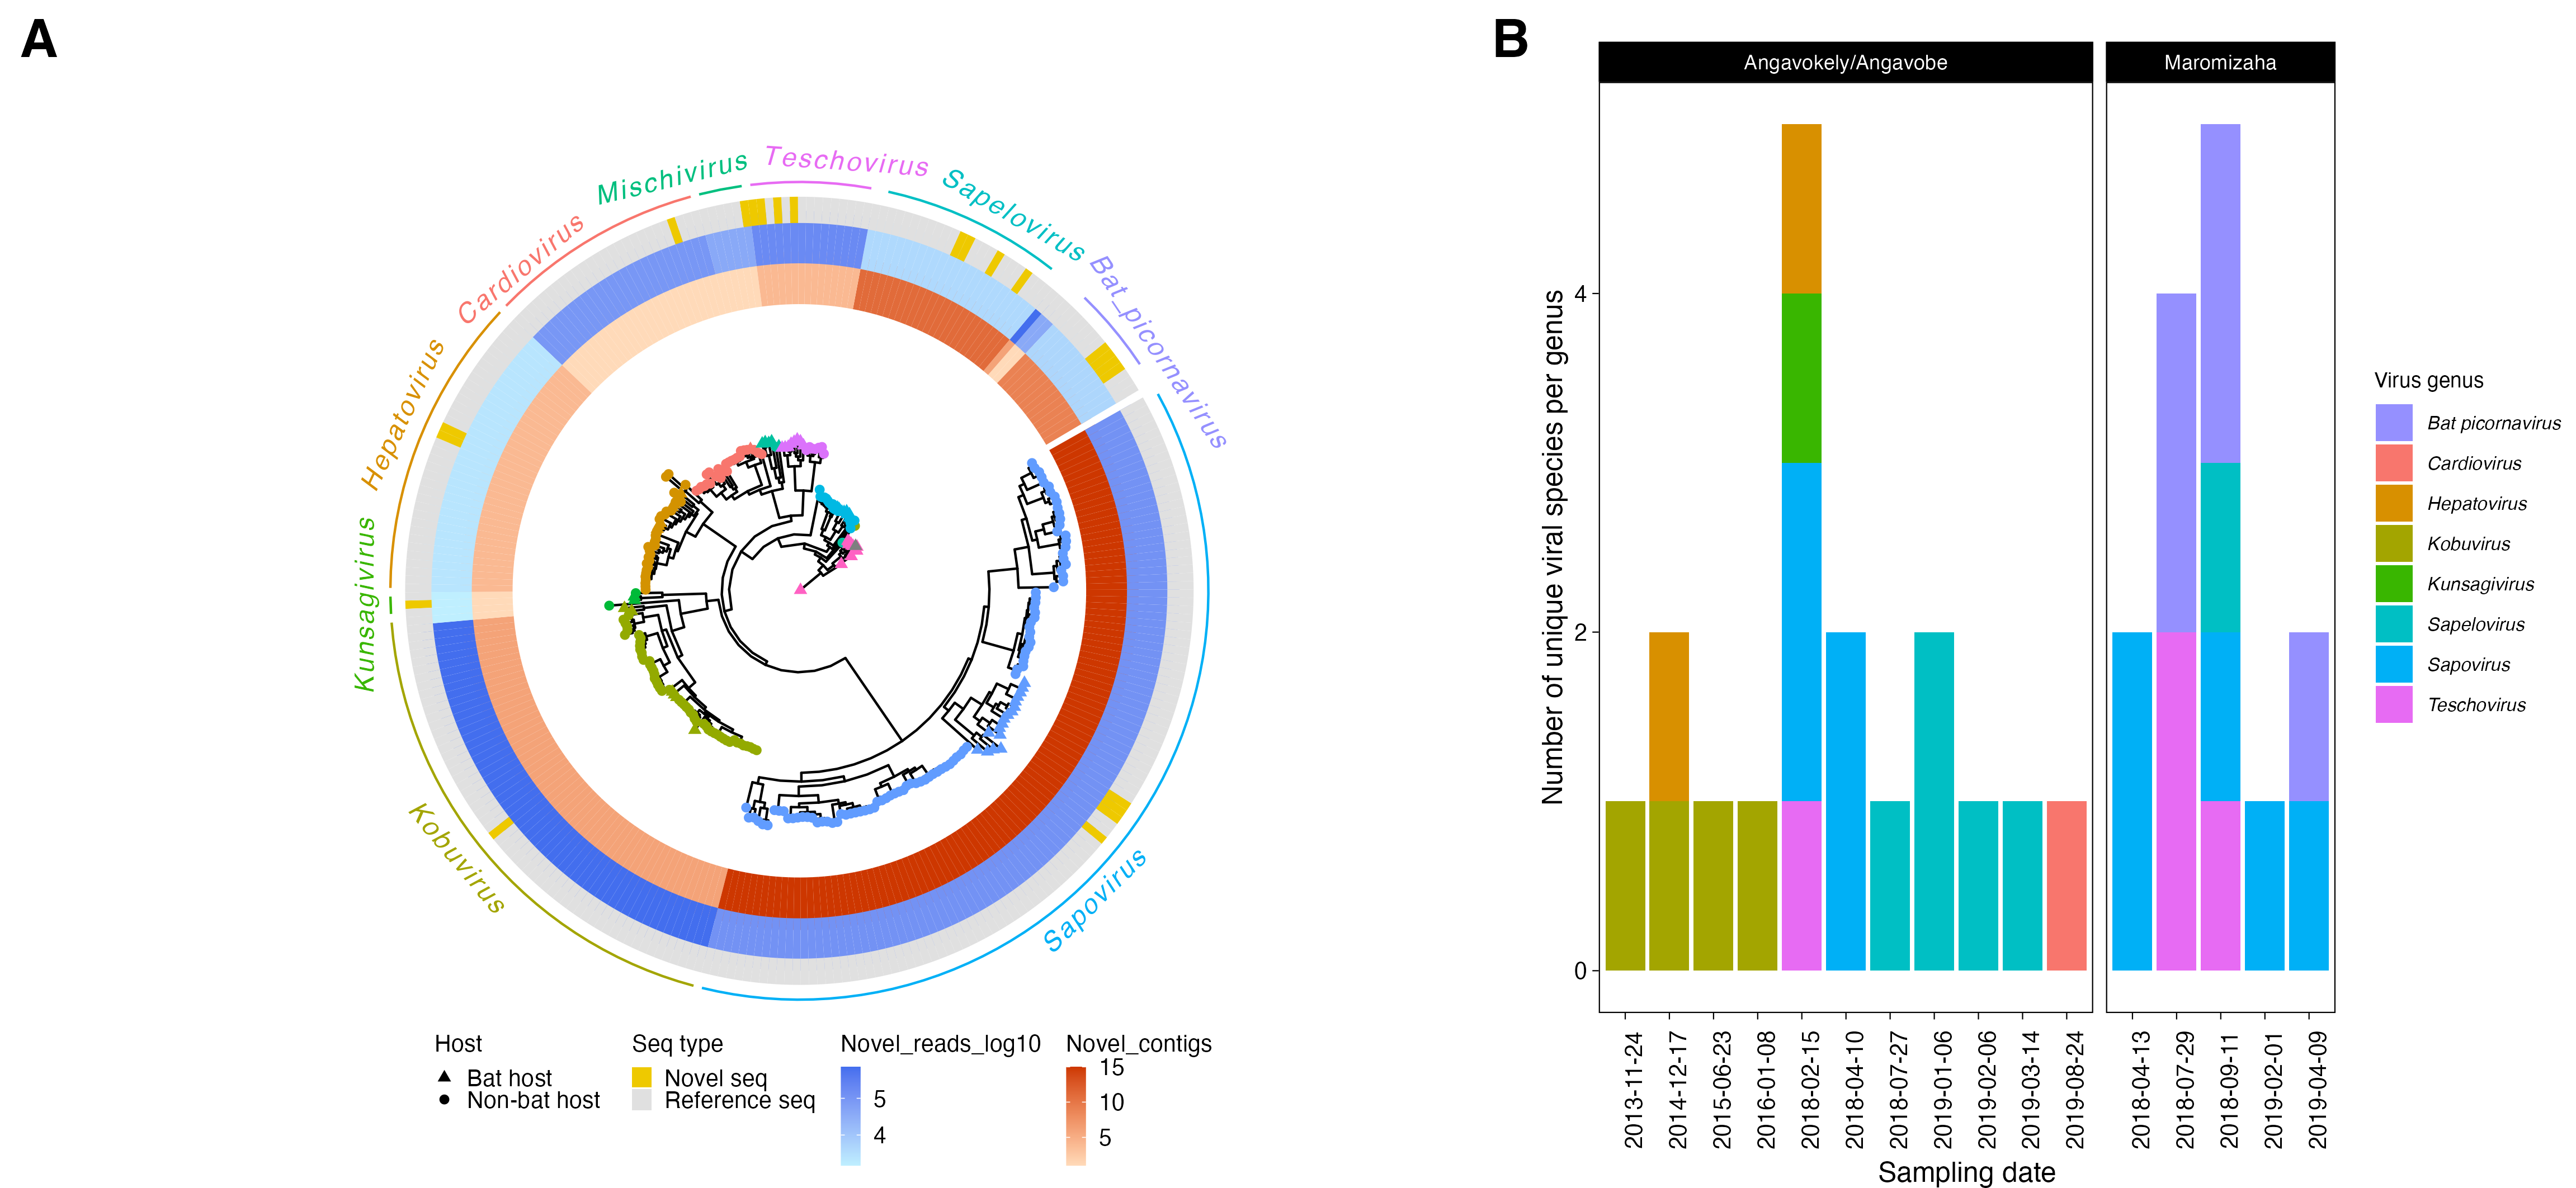 A
Mischivirus
Teschovirus
Sapelovirus
Cardiovirus
Bat_picornavirus
Hepatovirus
Kunsagivirus
Kobuvirus
Sapovirus
Host
Bat host
Non-bat host
Seq type
Novel seq
Reference seq
Novel_reads_log10
5
4
Novel_contigs
15
10
5
B
Angavokely/Angavobe
Maromizaha
Number of unique viral species per genus
4
2
0
2013-11-24
2014-12-17
2015-06-23
2016-01-08
2018-02-15
2018-04-10
2018-07-27
2019-01-06
2019-02-06
2019-03-14
2019-08-24
2018-04-13
2018-07-29
2018-09-11
2019-02-01
2019-04-09
Sampling date
Virus genus
Bat picornavirus
Cardiovirus
Hepatovirus
Kobuvirus
Kunsagivirus
Sapelovirus
Sapovirus
Teschovirus